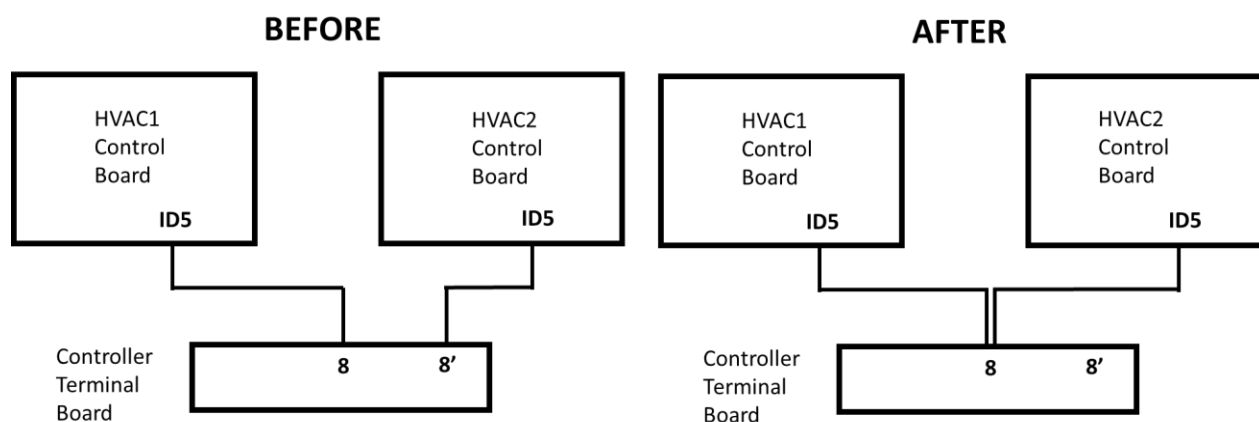 BEFORE
HVAC1
Control
Board
ID5
HVAC2
Control
Board
ID5
Controller
Terminal
Board
8
8’
AFTER
HVAC1
Control
Board
ID5
HVAC2
Control
Board
ID5
Controller
Terminal
Board
8
8’